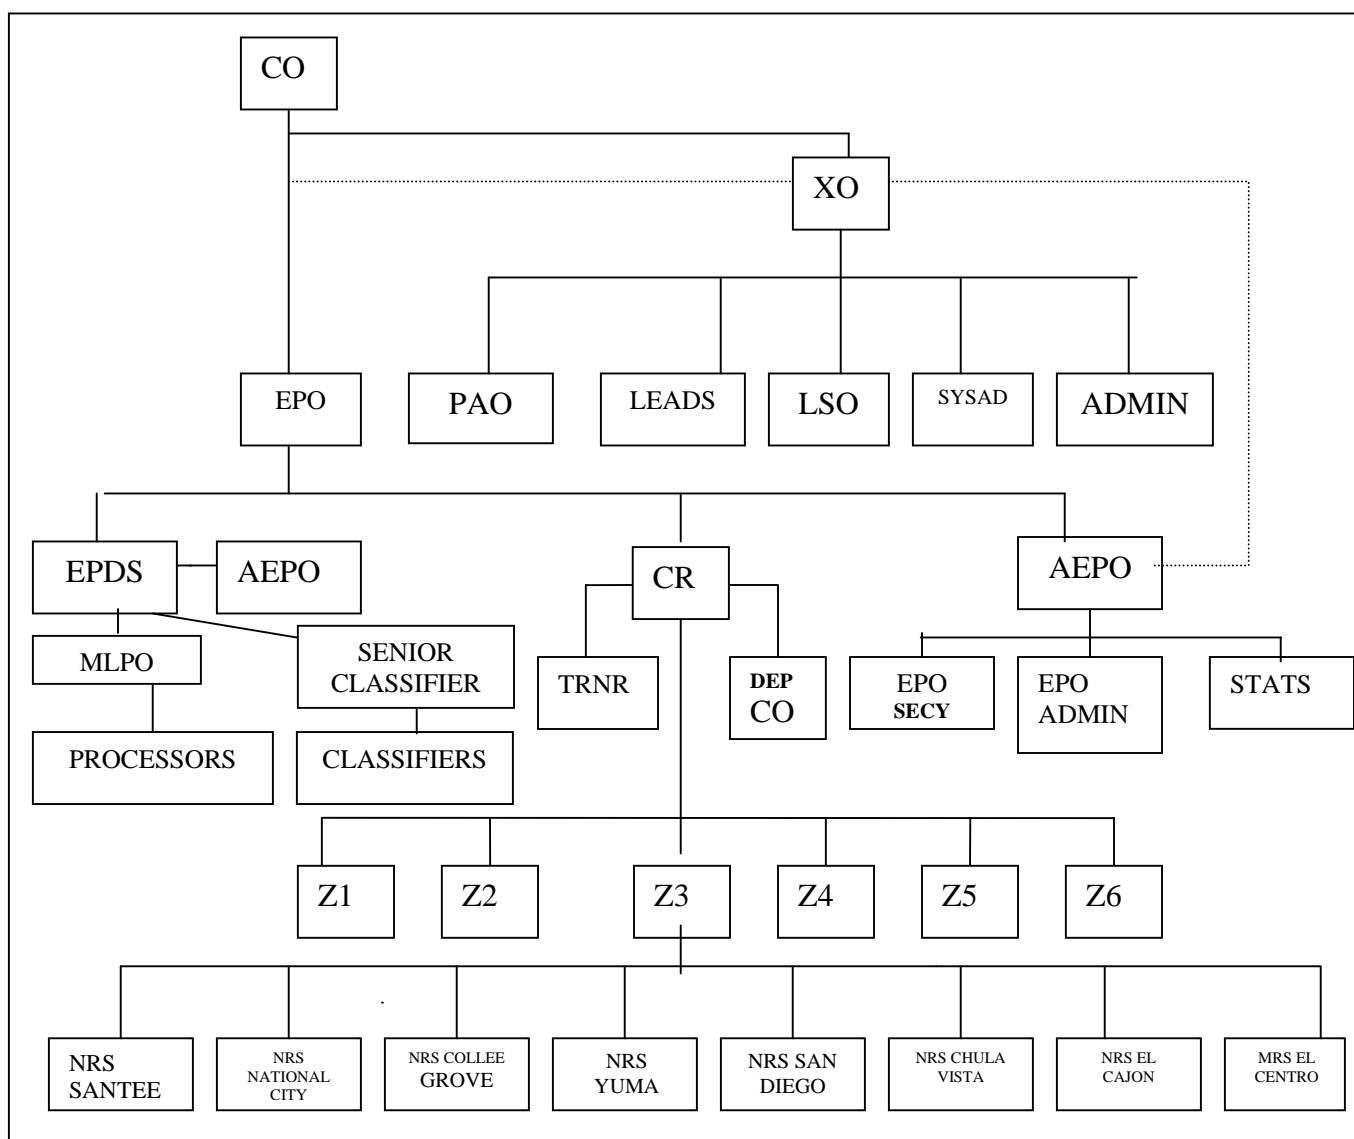 CO
XO
EPO
PAO
LEADS
LSO
SYSAD
ADMIN
EPDS
AEPO
CR
AEPO
MLPO
SENIOR
CLASSIFIER
TRNR
DEP
CO
EPO
SECY
EPO
ADMIN
STATS
PROCESSORS
CLASSIFIERS
Z1
Z2
Z3
Z4
Z5
Z6
NRS
SANTEE
NRS
NATIONAL
CITY
NRS COLLEE
GROVE
NRS
YUMA
NRS SAN
DIEGO
NRS CHULA
VISTA
NRS EL
CAJON
MRS EL
CENTRO